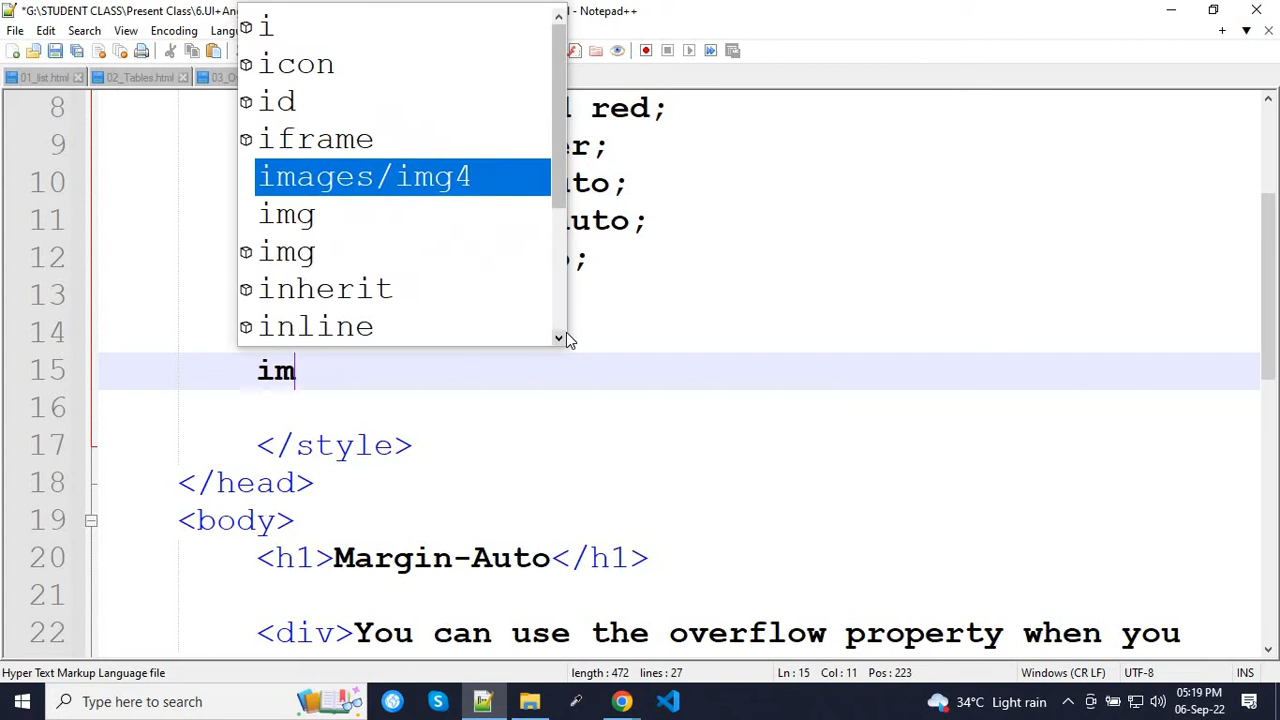 *G:\STUDENT CLASS\Present Class\6.UI+An
- Notepad++
File Edit Search View Encoding Langu
01_list.html 02_Tables.html 03_O
i
icon
id
iframe
images/img4
img
img
inherit
inline
8 red;
9 er;
10 uto;
11 auto;
12 ;
13
14
15 im
16
17 </style>
18 </head>
19 <body>
20 <h1>Margin-Auto</h1>
21
22 <div>You can use the overflow property when you
Hyper Text Markup Language file length : 472 lines : 27 Ln : 15 Col : 11 Pos : 223 Windows (CR LF) UTF-8 INS
Type here to search 34°C Light rain 05:19 PM
06-Sep-22